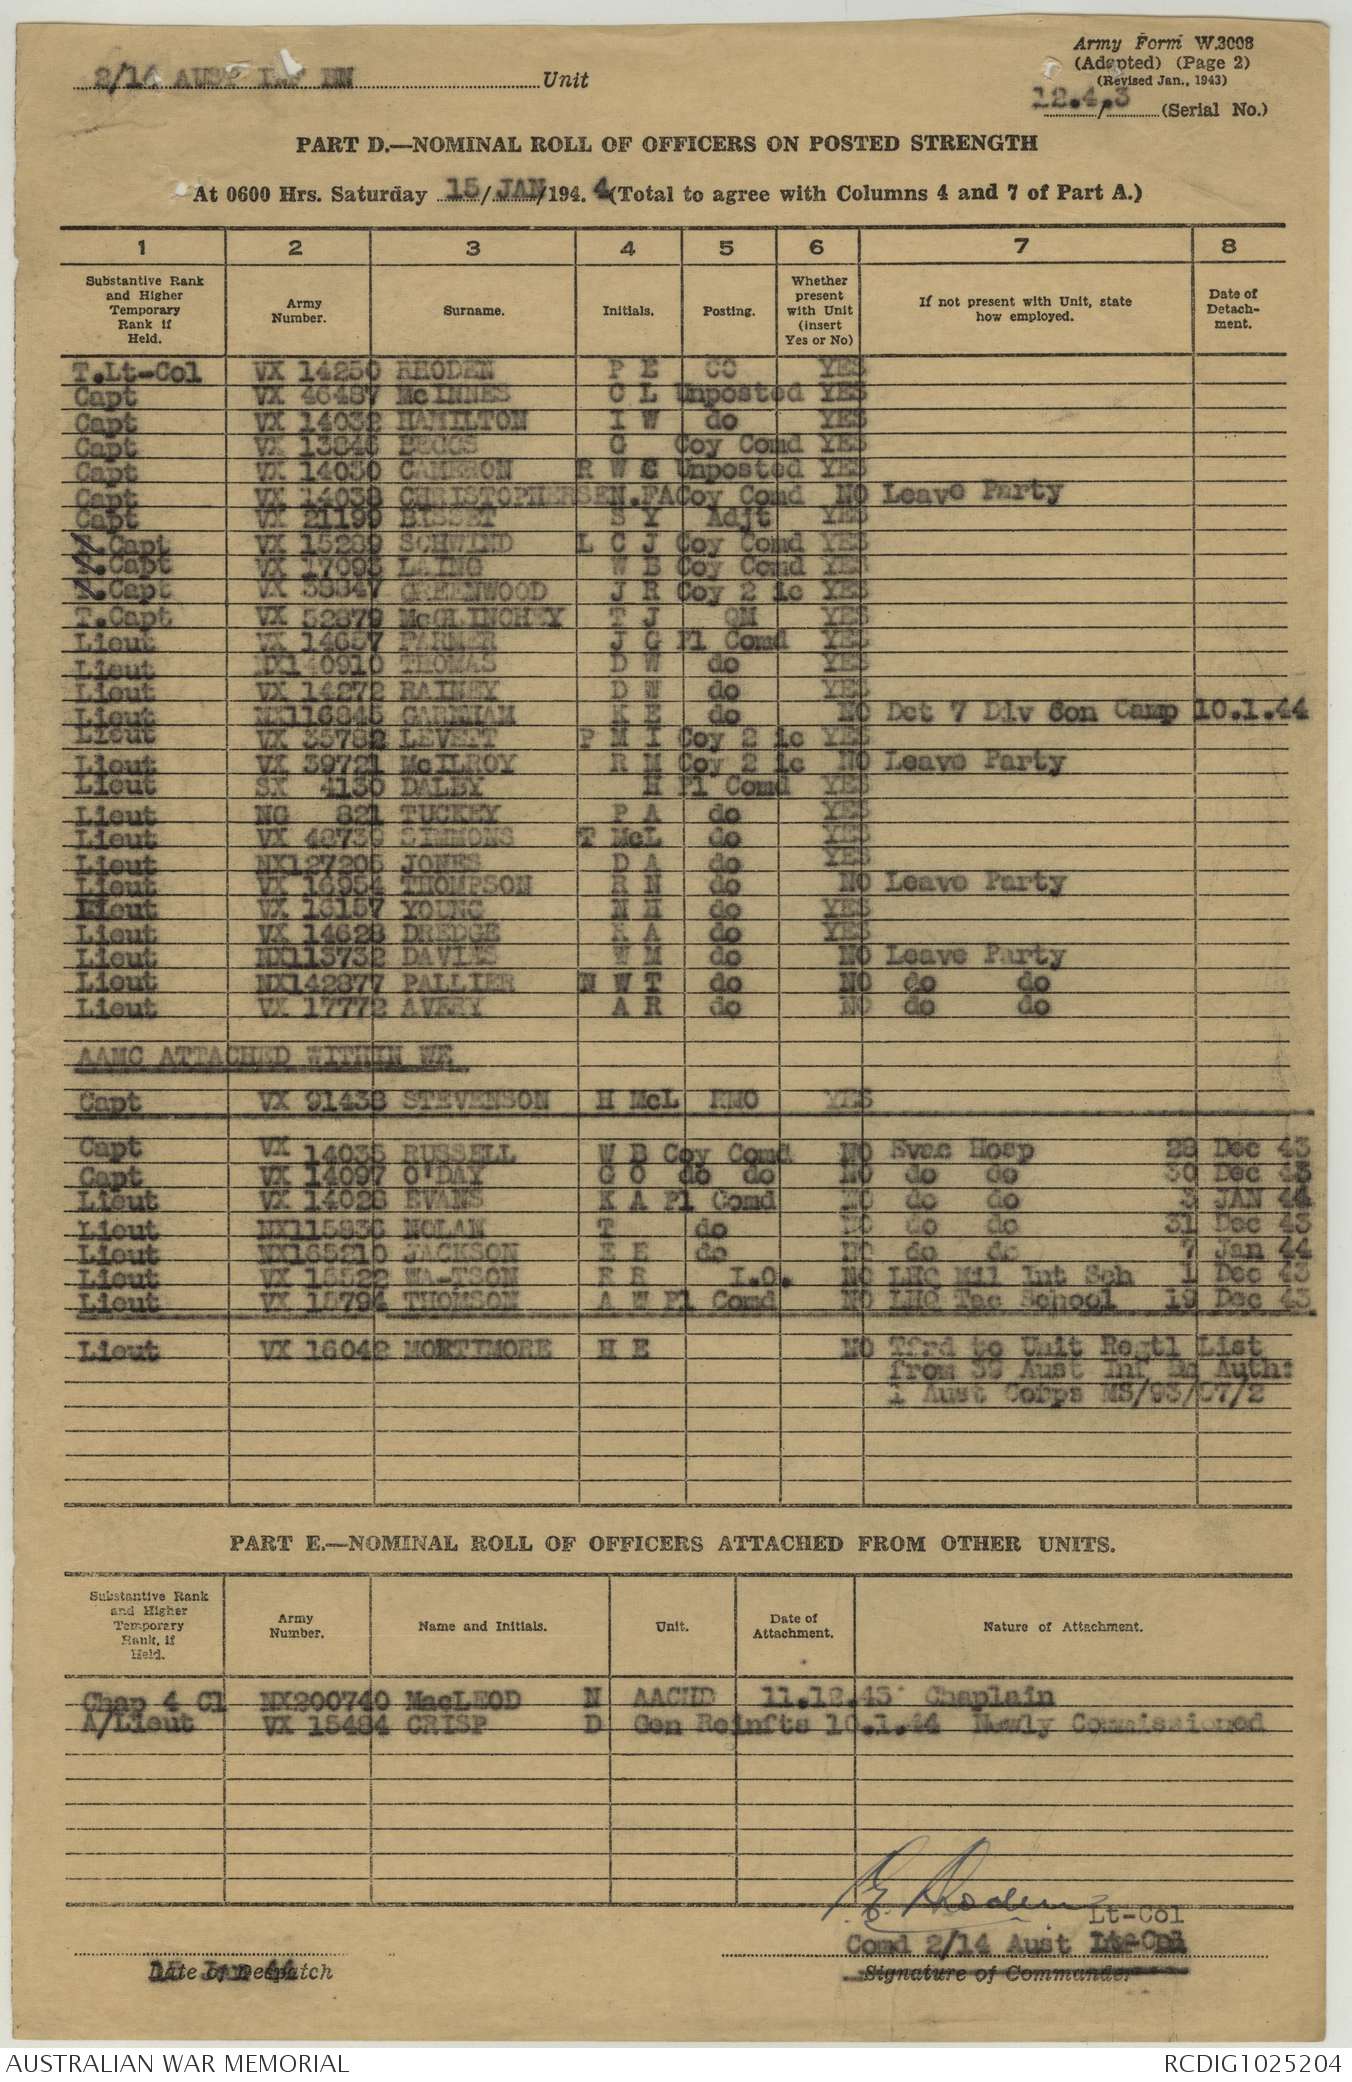 2/14 AUST INF BN Unit
Army Form W.3008
(Adapted) (Page 2)
(Revised Jan., 1943)
12.4.3 (Serial No.)
PART D.—NOMINAL ROLL OF OFFICERS ON POSTED STRENGTH
At 0600 Hrs. Saturday 15/JAN/194.4 (Total to agree with Columns 4 and 7 of Part A.)
1 2 3 4 5 6 7 8
Substantive Rank and Higher Temporary Rank if Held. Army Number. Surname. Initials. Posting. Whether present with Unit (insert Yes or No) If not present with Unit, state how employed. Date of Detach-ment.
T.Lt-Col VX 14250 RHODEN P E CO YES
Capt VX 46487 McINNES C L Unposted YES
Capt VX 14032 HAMILTON I W do YES
Capt VX 13846 BEGGS G Coy Comd YES
Capt VX 14030 CAMERON R W C Unposted YES
Capt VX 14038 CHRISTOPHERSEN.FA Coy Comd NO Leave Party
Capt VX 21199 BISSET S Y Adjt YES
T.Capt VX 15289 SCHWIND L C J Coy Comd YES
T.Capt VX 17093 LAING W B Coy Comd YES
T.Capt VX 38847 GREENWOOD J R Coy 2 ic YES
T.Capt VX 52879 McGLINCHEY T J QM YES
Lieut VX 14657 FARMER J G Pl Comd YES
Lieut NX140910 THOMAS D W do YES
Lieut VX 14272 RAINEY D W do YES
Lieut NX116845 GARNHAM K E do NO Det 7 Div Con Camp 10.1.44
Lieut VX 35782 LEVETT P M I Coy 2 ic YES
Lieut VX 39721 McILROY R M Coy 2 ic NO Leave Party
Lieut SX 4130 DALBY H Pl Comd YES
Lieut NG 821 TUCKEY P A do YES
Lieut VX 48739 SIMMONS T McL do YES
Lieut NX127205 JONES D A do YES
Lieut VX 16954 THOMPSON R N do NO Leave Party
Lieut VX 16157 YOUNG N H do YES
Lieut VX 14628 DREDGE R A do YES
Lieut NX113732 DAVIES W M do NO Leave Party
Lieut NX142877 PALLIER N W T do NO do do
Lieut VX 17772 AVERY A R do NO do do
AAMC ATTACHED WITHIN WE
Capt VX 91438 STEVENSON H McL RMO YES
Capt VX 14035 RUSSELL W B Coy Comd NO Evac Hosp 28 Dec 43
Capt VX 14097 O'DAY G O do do NO do do 30 Dec 43
Lieut VX 14028 EVANS K A Pl Comd NO do do 3 JAN 44
Lieut NX115836 NOLAN T do NO do do 31 Dec 43
Lieut NX165210 JACKSON E E do NO do do 7 Jan 44
Lieut VX 15522 WA-TSON R R I.O. NO LHQ Mil Int Sch 1 Dec 43
Lieut VX 15794 THOMSON A W Pl Comd NO LHQ Tac School 19 Dec 43
Lieut VX 16042 MORTIMORE H E NO Tfrd to Unit Regtl List
from 39 Aust Inf Bn Auth:
1 Aust Corps MS/93/57/2
PART E.—NOMINAL ROLL OF OFFICERS ATTACHED FROM OTHER UNITS.
Substantive Rank and Higher Temporary Rank, if Held. Army Number. Name and Initials. Unit. Date of Attachment. Nature of Attachment.
Chap 4 Cl NX200740 MacLEOD N AACHD 11.12.43 Chaplain
A/Lieut VX 15484 CRISP D Gen Reinfts 10.1.44 Newly Commissioned
P.E. Rhoden
Lt-Col
Comd 2/14 Aust Inf Bn
15 Jan 44
Date of Despatch
Signature of Commander
AUSTRALIAN WAR MEMORIAL
RCDIG1025204